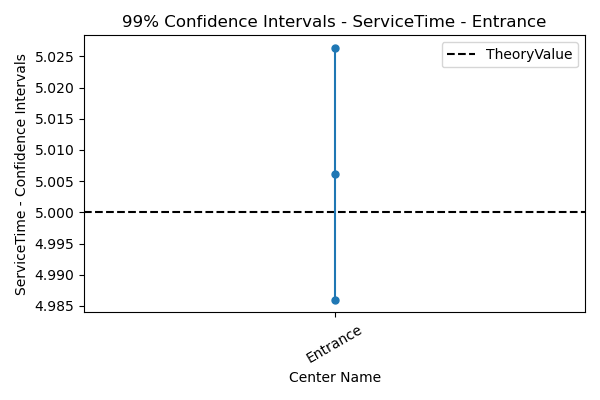 99% Confidence Intervals - ServiceTime - Entrance
TheoryValue
ServiceTime - Confidence Intervals
5.025
5.020
5.015
5.010
5.005
5.000
4.995
4.990
4.985
Entrance
Center Name